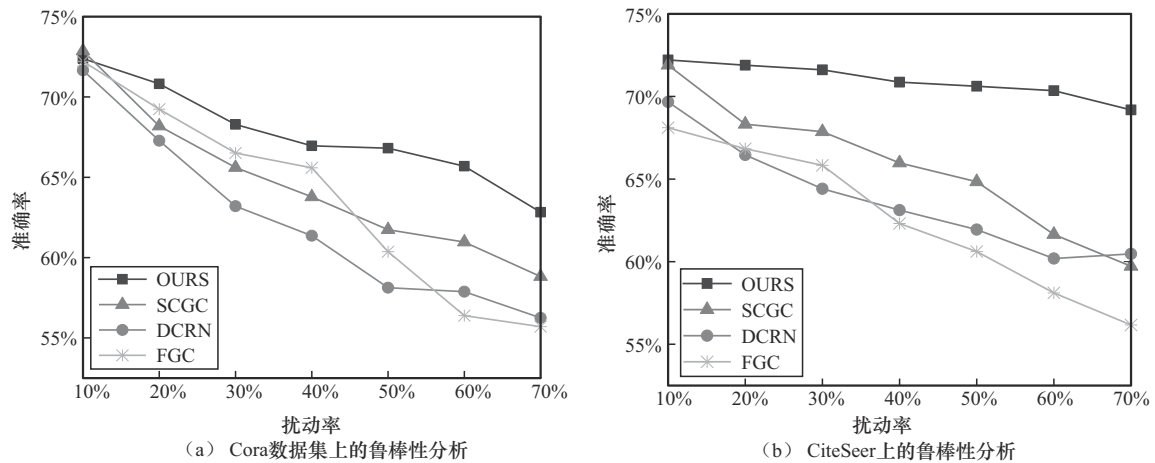 75%
70%
65%
60%
55%
准确率
OURS
SCGC
DCRN
FGC
10% 20% 30% 40% 50% 60% 70%
扰动率
（a） Cora数据集上的鲁棒性分析
75%
70%
65%
60%
55%
准确率
OURS
SCGC
DCRN
FGC
10% 20% 30% 40% 50% 60% 70%
扰动率
（b） CiteSeer上的鲁棒性分析